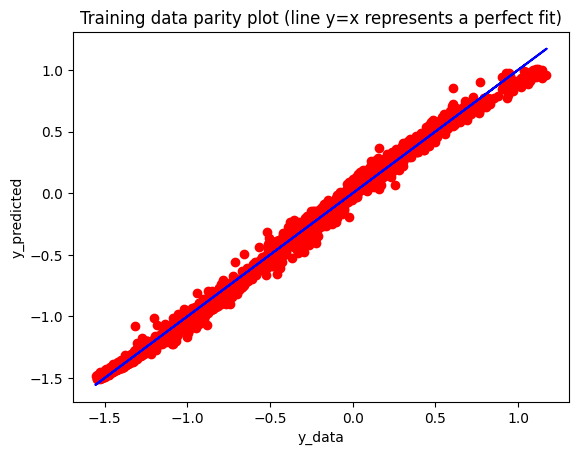 Training data parity plot (line y=x represents a perfect fit)
y_predicted
1.0
0.5
0.0
−0.5
−1.0
−1.5
−1.5 −1.0 −0.5 0.0 0.5 1.0
y_data